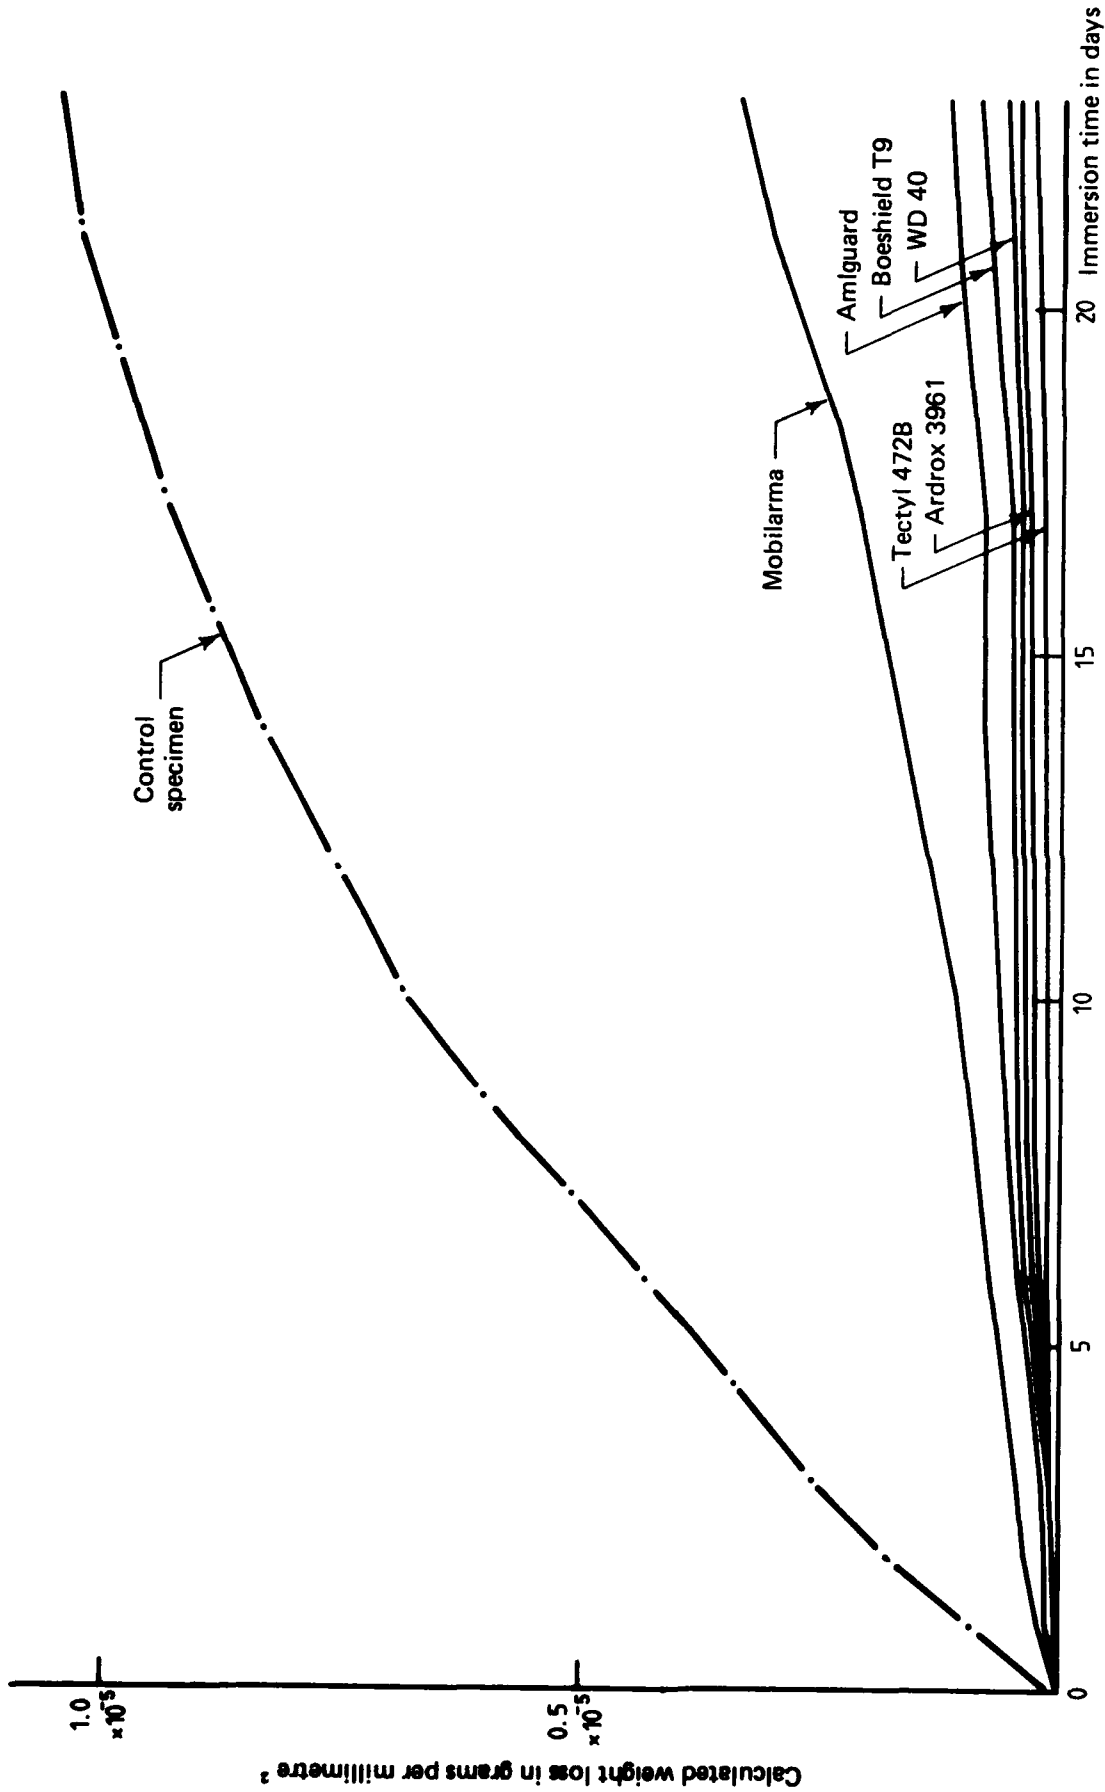 Calculated weight loss in grams per millimetre ²
1.0
×10⁻⁵
0.5
×10⁻⁵
Control
specimen
Mobilarma
Amlguard
Boeshield T9
WD 40
Tectyl 472B
Ardrox 3961
0
5
10
15
20
Immersion time in days